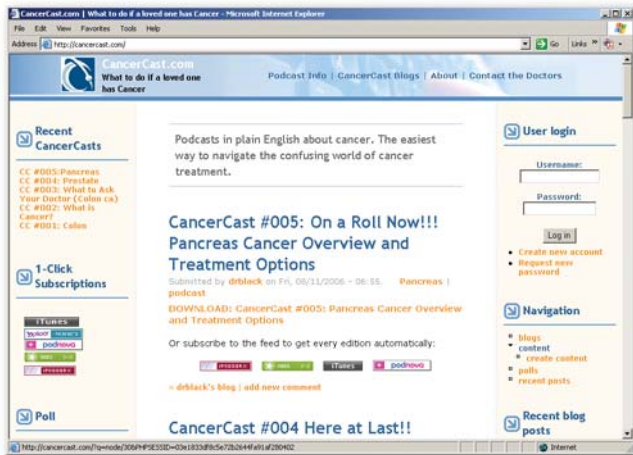 CancerCast.com | What to do if a loved one has Cancer - Microsoft Internet Explorer
File Edit View Favorites Tools Help
Address http://cancercast.com/ Go Links
CancerCast.com
What to do if a loved one
has Cancer
Podcast Info | CancerCast Blogs | About | Contact the Doctors
Recent
CancerCasts
CC #005:Pancreas
CC #004: Prostate
CC #003: What to Ask
Your Doctor (Colon ca)
CC #002: What is
Cancer?
CC #001: Colon
1-Click
Subscriptions
iTunes
podnova
Poll
Podcasts in plain English about cancer. The easiest
way to navigate the confusing world of cancer
treatment.
CancerCast #005: On a Roll Now!!!
Pancreas Cancer Overview and
Treatment Options
Submitted by drblack on Fri, 08/11/2006 - 06:55. Pancreas |
podcast
DOWNLOAD: CancerCast #005: Pancreas Cancer Overview
and Treatment Options
Or subscribe to the feed to get every edition automatically:
iTunes podnova
» drblack's blog | add new comment
CancerCast #004 Here at Last!!
User login
Username:
Password:
Log in
Create new account
Request new
password
Navigation
blogs
content
create content
polls
recent posts
Recent blog
posts
Internet